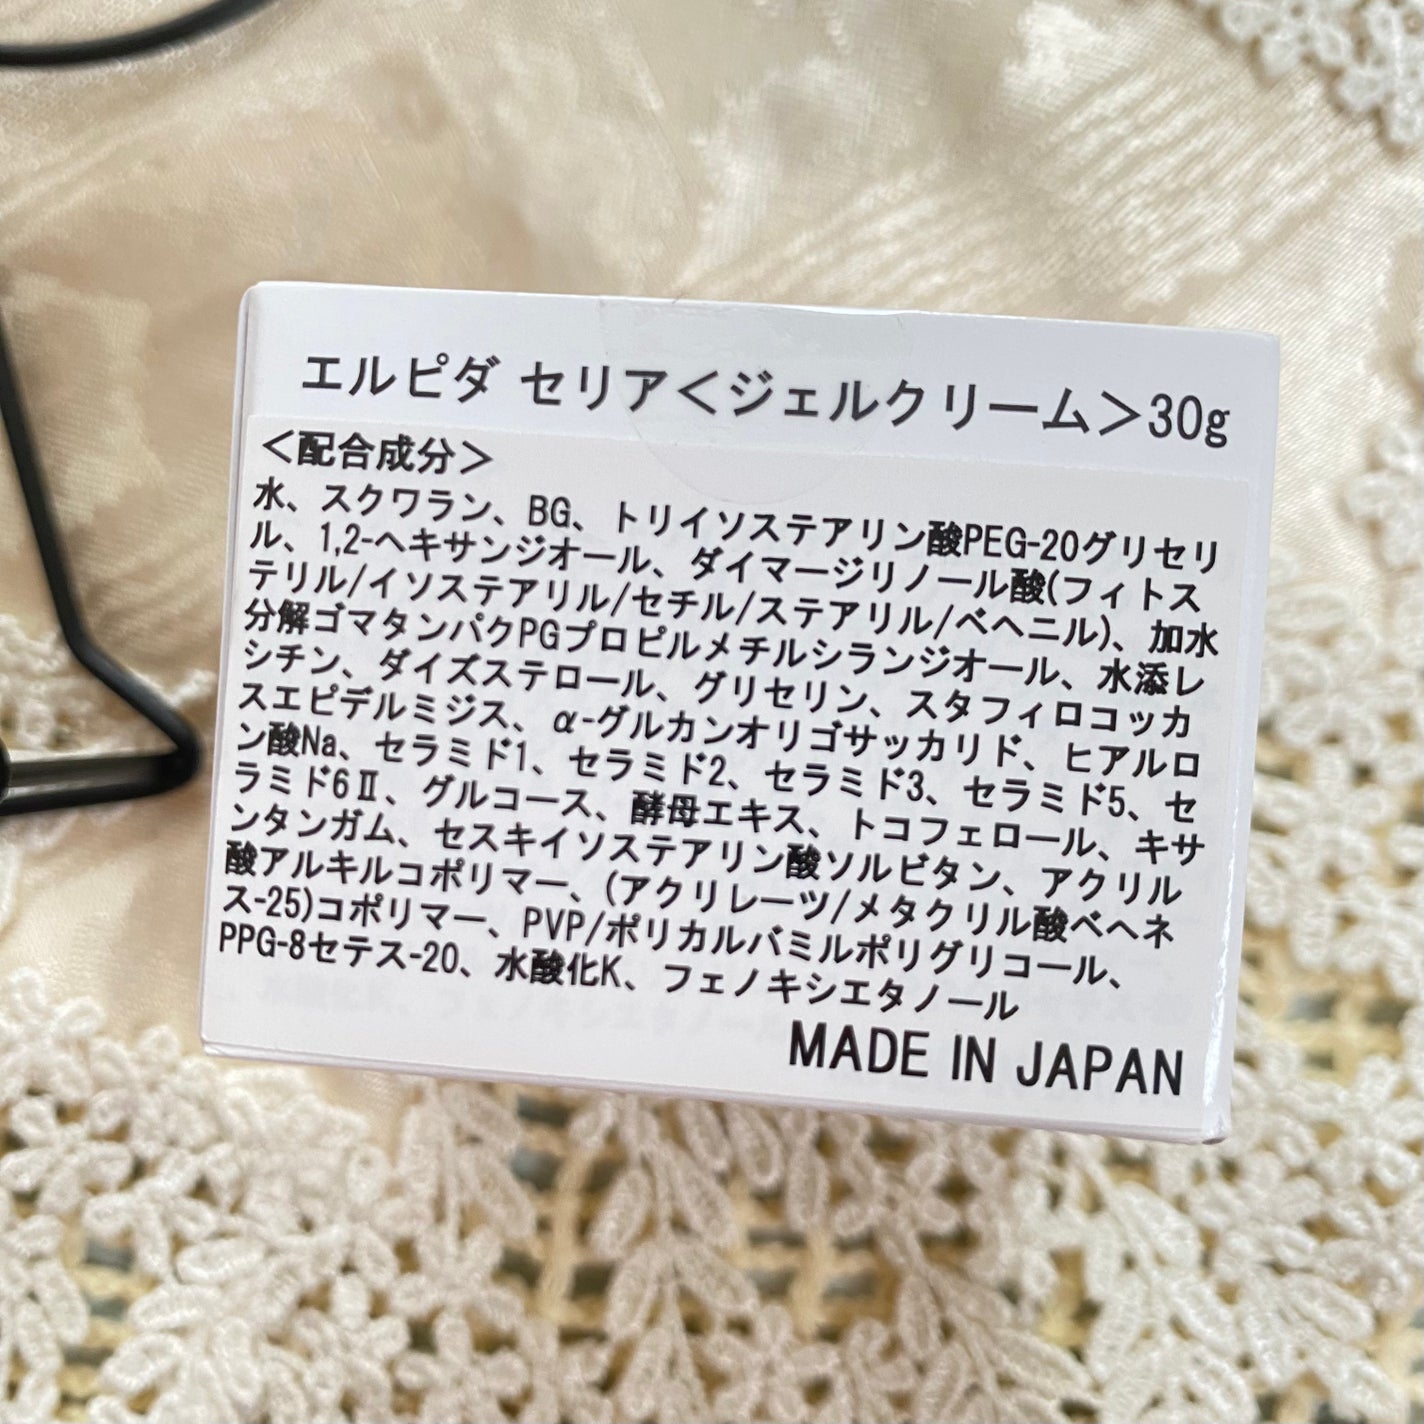 エルピダ セリア＜ジェルクリーム＞30g
＜配合成分＞
水、スクワラン、BG、トリイソステアリン酸PEG-20グリセリ
ル、1,2-ヘキサンジオール、ダイマージリノール酸(フィトス
テリル/イソステアリル/セチル/ステアリル/ベヘニル)、加水
分解ゴマタンパクPGプロピルメチルシランジオール、水添レ
シチン、ダイズステロール、グリセリン、スタフィロコッカ
スエピデルミジス、α-グルカンオリゴサッカリド、ヒアルロ
ン酸Na、セラミド1、セラミド2、セラミド3、セラミド5、セ
ラミド6Ⅱ、グルコース、酵母エキス、トコフェロール、キサ
ンタンガム、セスキイソステアリン酸ソルビタン、アクリル
酸アルキルコポリマー、(アクリレーツ/メタクリル酸ベヘネ
ス-25)コポリマー、PVP/ポリカルバミルポリグリコール、
PPG-8セテス-20、水酸化K、フェノキシエタノール
MADE IN JAPAN